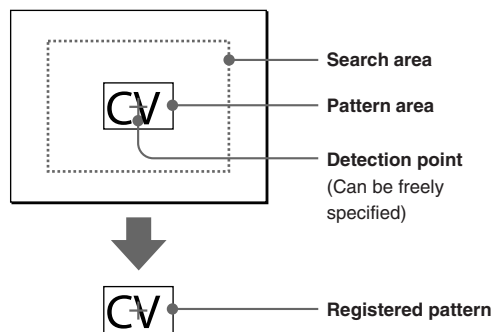 Search area
CV
Pattern area
Detection point
(Can be freely
specified)
CV
Registered pattern